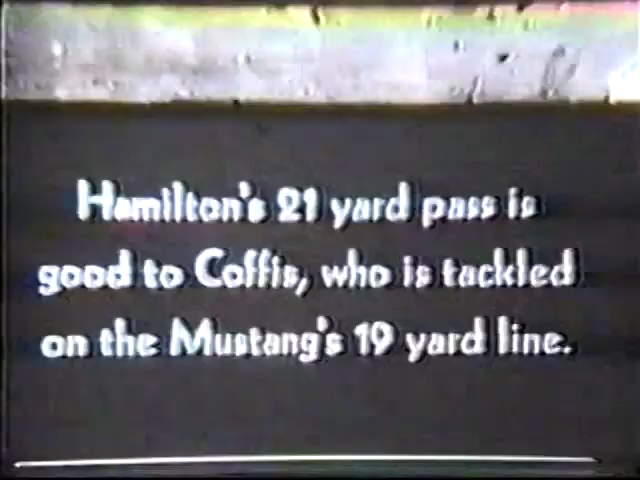 Hamilton's 21 yard pass is
good to Coffis, who is tackled
on the Mustang's 19 yard line.